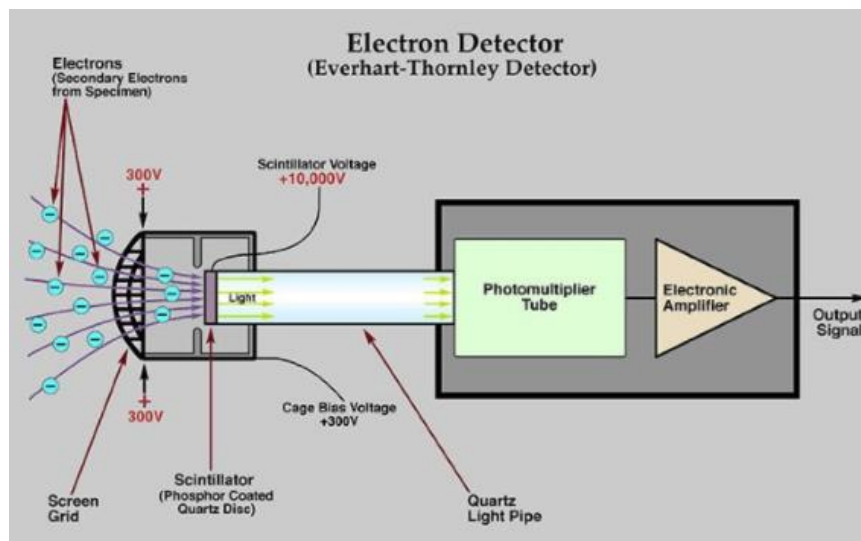 Electron Detector
(Everhart-Thornley Detector)
Electrons
(Secondary Electrons
from Specimen)
300V
+
Scintillator Voltage
+10,000V
Light
Photomultiplier
Tube
Electronic
Amplifier
Output
Signal
+
300V
Cage Bias Voltage
+300V
Screen
Grid
Scintillator
(Phosphor Coated
Quartz Disc)
Quartz
Light Pipe